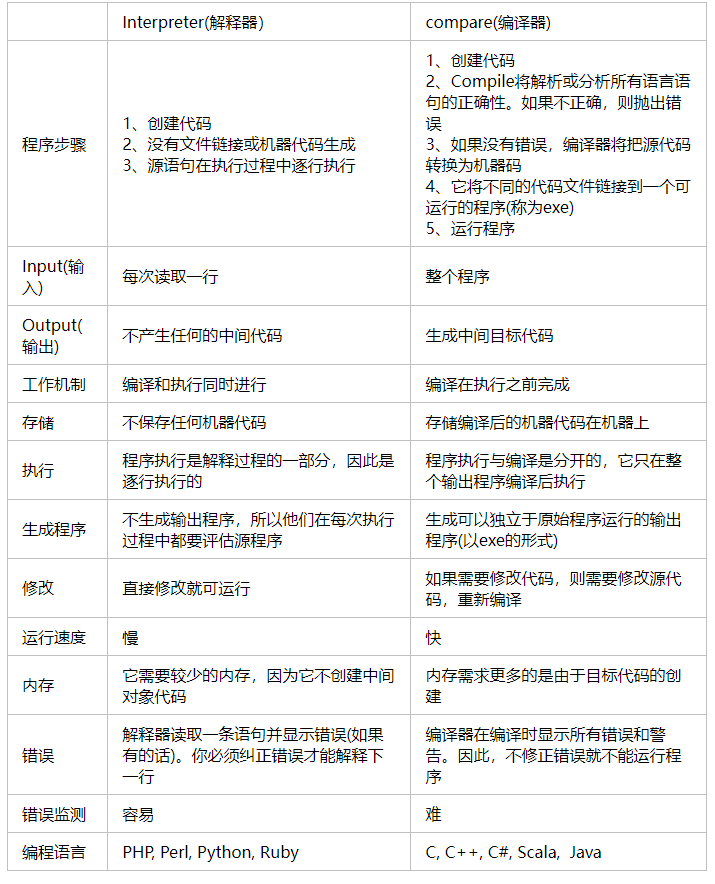 Interpreter(解释器)
compare(编译器)
程序步骤
1、创建代码
2、没有文件链接或机器代码生成
3、源语句在执行过程中逐行执行
1、创建代码
2、Compile将解析或分析所有语言语
句的正确性。如果不正确，则抛出错
误
3、如果没有错误，编译器将把源代码
转换为机器码
4、它将不同的代码文件链接到一个可
运行的程序(称为exe)
5、运行程序
Input(输
入)
每次读取一行
整个程序
Output(
输出)
不产生任何的中间代码
生成中间目标代码
工作机制
编译和执行同时进行
编译在执行之前完成
存储
不保存任何机器代码
存储编译后的机器代码在机器上
执行
程序执行是解释过程的一部分，因此是
逐行执行的
程序执行与编译是分开的，它只在整
个输出程序编译后执行
生成程序
不生成输出程序，所以他们在每次执行
过程中都要评估源程序
生成可以独立于原始程序运行的输出
程序(以exe的形式)
修改
直接修改就可运行
如果需要修改代码，则需要修改源代
码，重新编译
运行速度
慢
快
内存
它需要较少的内存，因为它不创建中间
对象代码
内存需求更多的是由于目标代码的创
建
错误
解释器读取一条语句并显示错误(如果
有的话)。你必须纠正错误才能解释下
一行
编译器在编译时显示所有错误和警
告。因此，不修正错误就不能运行程
序
错误监测
容易
难
编程语言
PHP, Perl, Python, Ruby
C, C++, C#, Scala,  Java